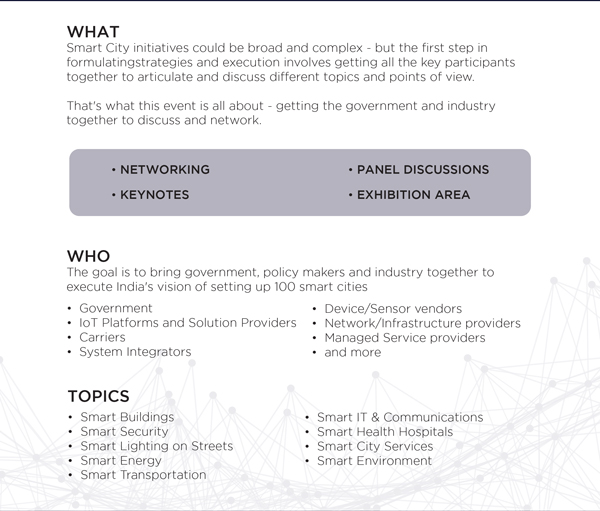 WHAT
Smart City initiatives could be broad and complex - but the first step in
formulatingstrategies and execution involves getting all the key participants
together to articulate and discuss different topics and points of view.
That's what this event is all about - getting the government and industry
together to discuss and network.
• NETWORKING
• KEYNOTES
• PANEL DISCUSSIONS
• EXHIBITION AREA
WHO
The goal is to bring government, policy makers and industry together to
execute India's vision of setting up 100 smart cities
• Government
• IoT Platforms and Solution Providers
• Carriers
• System Integrators
• Device/Sensor vendors
• Network/Infrastructure providers
• Managed Service providers
• and more
TOPICS
• Smart Buildings
• Smart Security
• Smart Lighting on Streets
• Smart Energy
• Smart Transportation
• Smart IT & Communications
• Smart Health Hospitals
• Smart City Services
• Smart Environment